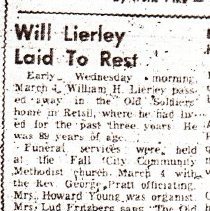 Will Lierley
Laid To Rest
Early Wednesday morning,
March 4, William H. Lierley pass-
ed away in the Old Soldiers'
home in Retsil, where he had liv-
ed for the past three years. He
was 89 years of age.
Funeral services were held
at the Fall City Community
Methodist church March 4 with
the Rev. George Pratt officiating.
Mrs. Howard Young was organist
Mrs. Lud Fritzberg sang "The Old